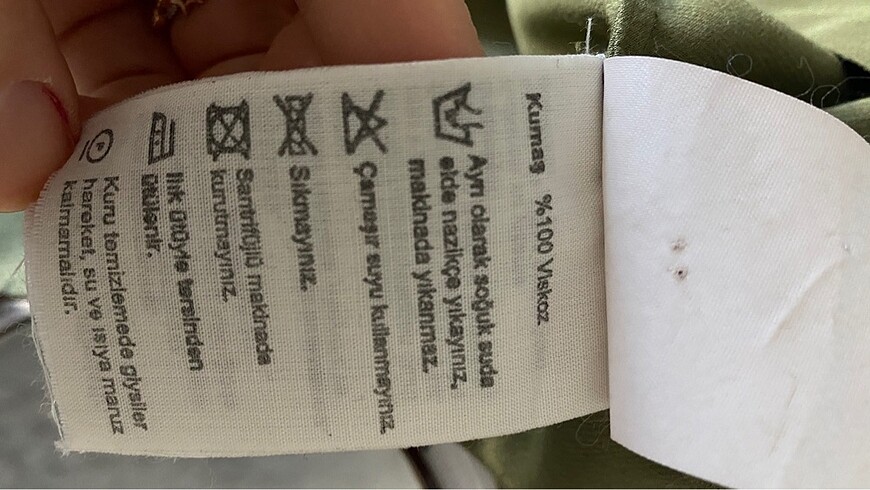 Kumaş %100 Viskoz
Ayrı olarak soğuk suda
elde nazikçe yıkayınız,
makinada yıkanmaz.
Çamaşır suyu kullanmayınız.
Sıkmayınız.
Santrifüjlü makinada
kurutmayınız.
Ilık ütüyle tersinden
ütülenir.
Kuru temizlemede giysiler
hareket, su ve ısıya maruz
kalmamalıdır.